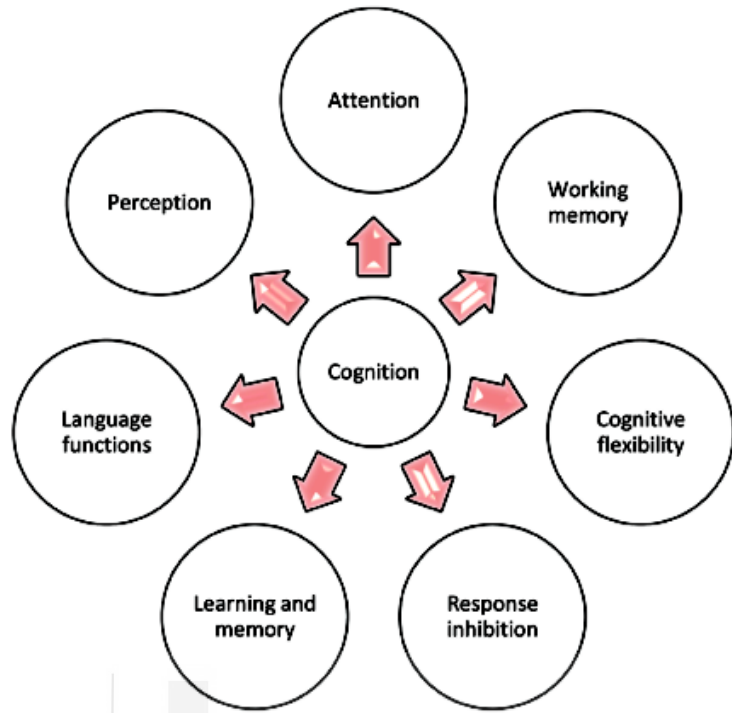 Attention
Perception
Working
memory
Cognition
Language
functions
Cognitive
flexibility
Learning and
memory
Response
inhibition